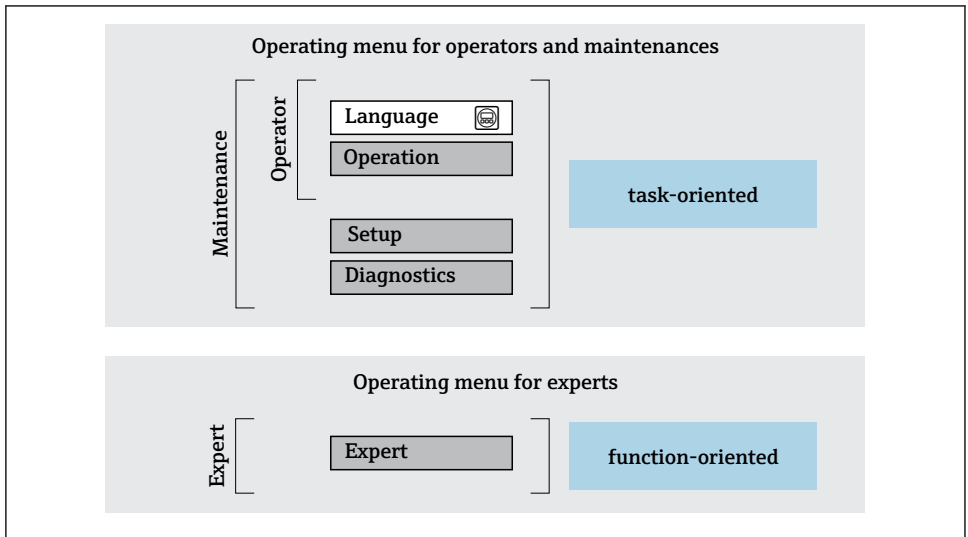 Operating menu for operators and maintenances
Maintenance
Operator
Language
Operation
task-oriented
Setup
Diagnostics
Operating menu for experts
Expert
Expert
function-oriented